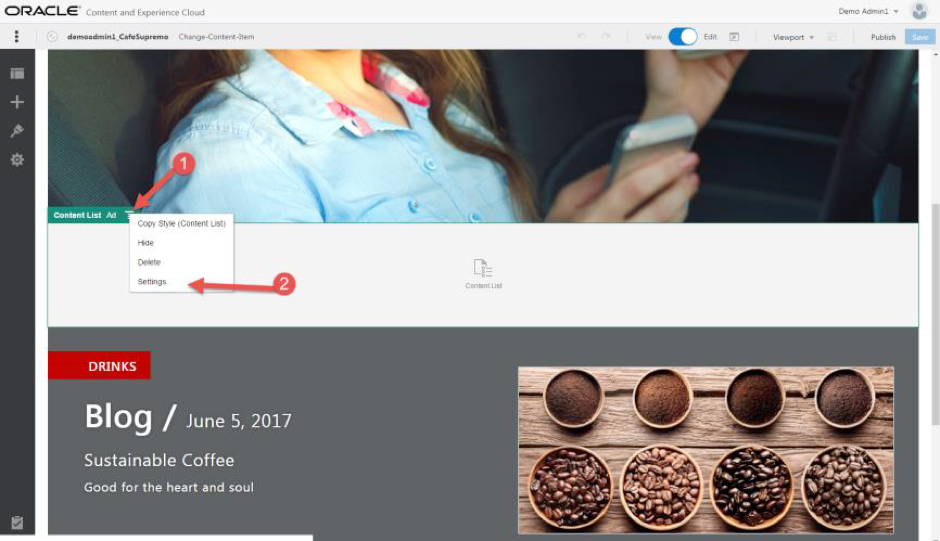 ORACLE® Content and Experience Cloud
Demo Admin1
demoadmin1_CafeSupremo Change-Content-Item
View Edit Viewport Publish Save
1
Content List Ad
Copy Style (Content List)
Hide
Delete
Settings
2
Content List
DRINKS
Blog / June 5, 2017
Sustainable Coffee
Good for the heart and soul